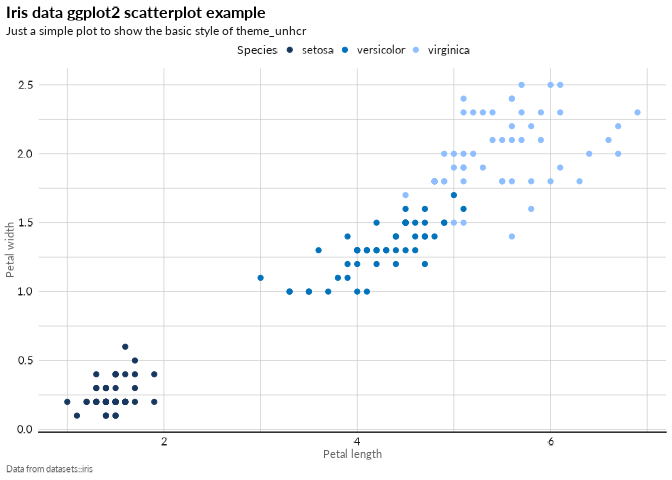 Iris data ggplot2 scatterplot example
Just a simple plot to show the basic style of theme_unhcr
Species setosa versicolor virginica
2.5
2.0
1.5
1.0
0.5
0.0
Petal width
2 4 6
Petal length
Data from datasets::iris